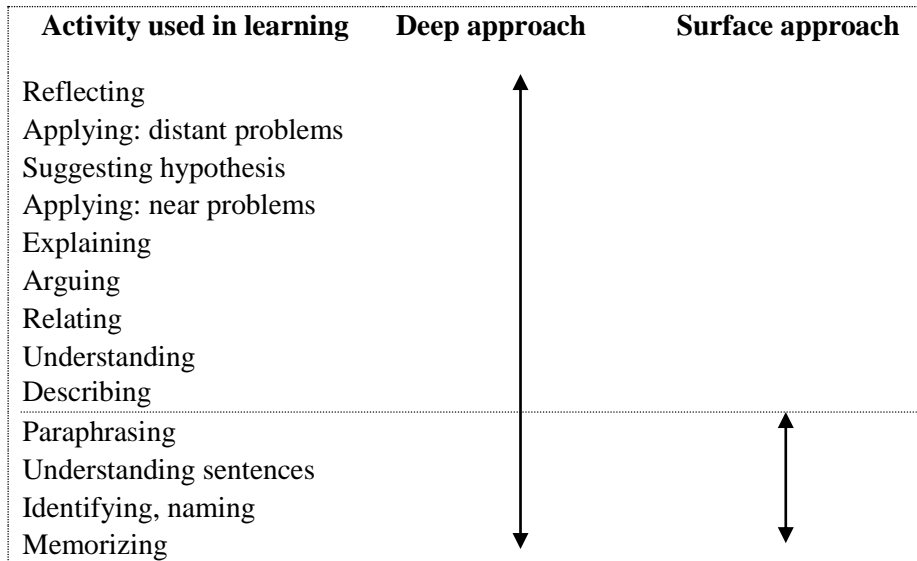 Activity used in learning Deep approach Surface approach
Reflecting
Applying: distant problems
Suggesting hypothesis
Applying: near problems
Explaining
Arguing
Relating
Understanding
Describing
Paraphrasing
Understanding sentences
Identifying, naming
Memorizing